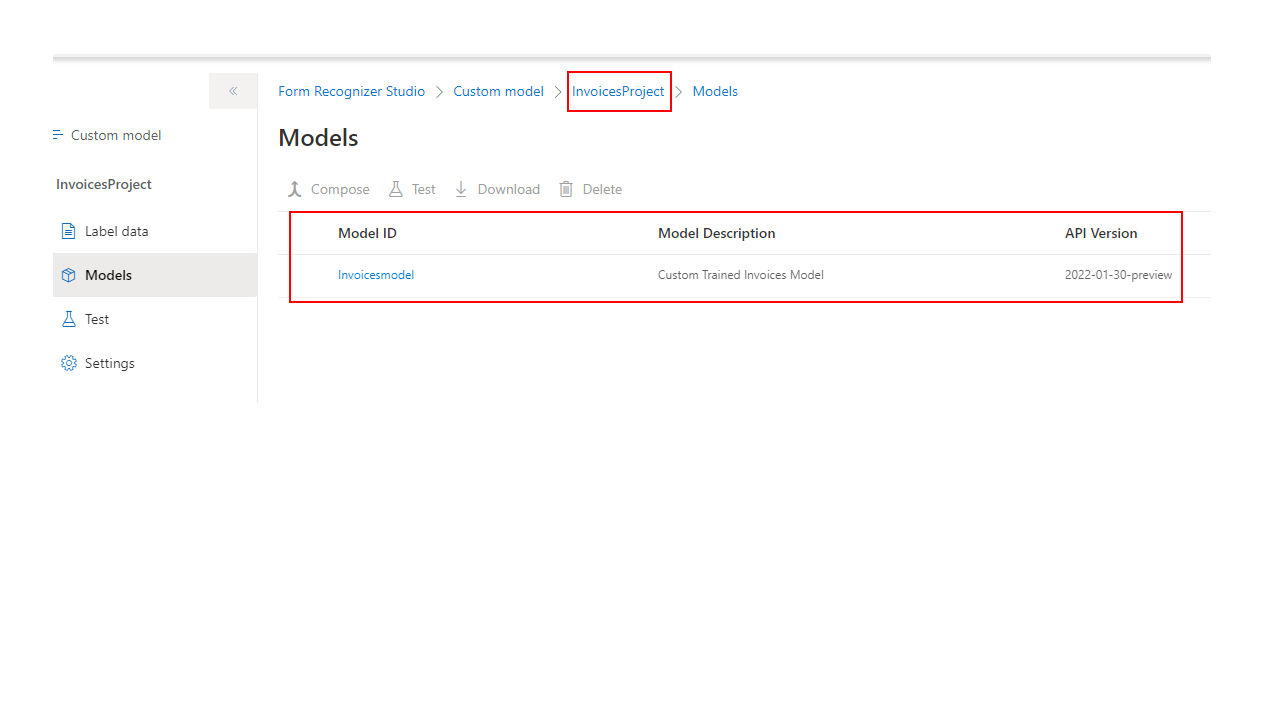 Form Recognizer Studio > Custom model > InvoicesProject > Models
Custom model
InvoicesProject
Label data
Models
Test
Settings
Models
Compose Test Download Delete
Model ID Model Description API Version
Invoicesmodel Custom Trained Invoices Model 2022-01-30-preview